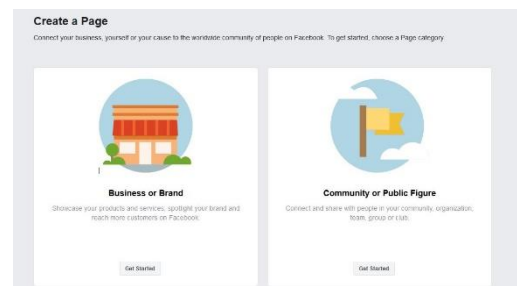 Create a Page
Connect your business, yourself or your cause to the worldwide community of people on Facebook. To get started, choose a Page category.
Business or Brand
Showcase your products and services, spotlight your brand and
reach more customers on Facebook.
Get Started
Community or Public Figure
Connect and share with people in your community, organization,
team, group or club.
Get Started